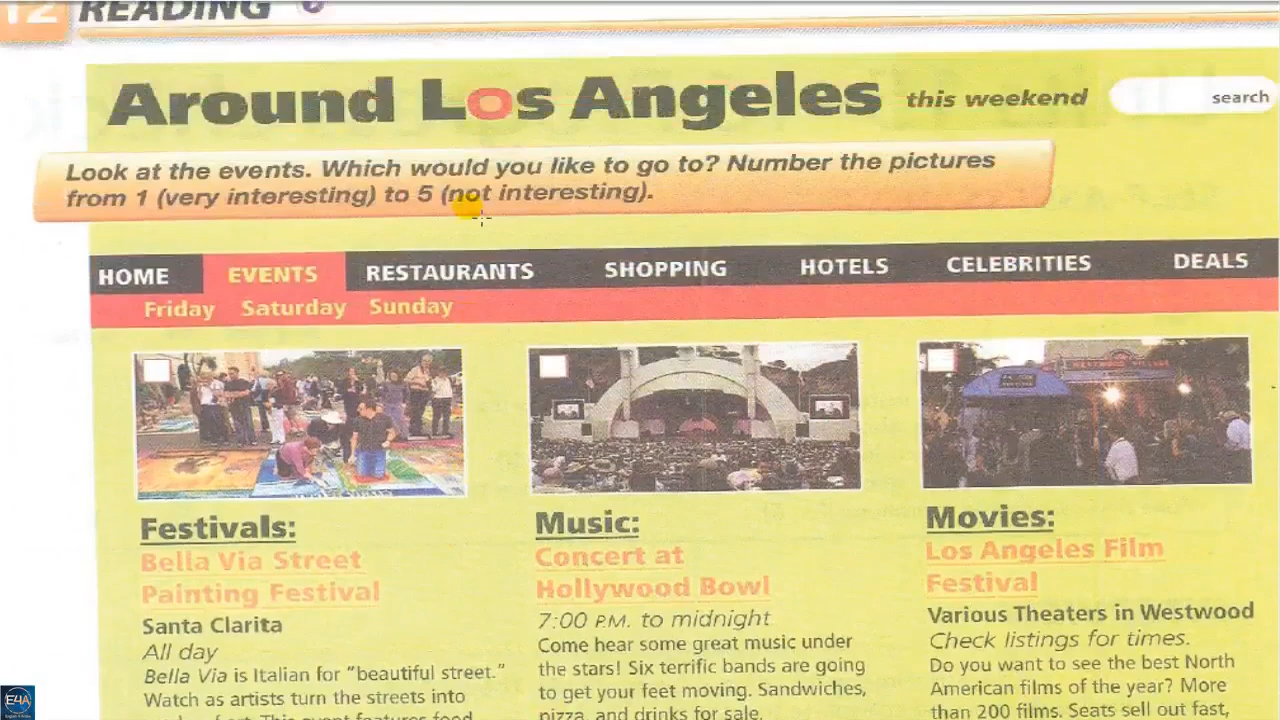 12 READING
Around Los Angeles this weekend
search
Look at the events. Which would you like to go to? Number the pictures
from 1 (very interesting) to 5 (not interesting).
HOME EVENTS RESTAURANTS SHOPPING HOTELS CELEBRITIES DEALS
Friday Saturday Sunday
Festivals:
Bella Via Street
Painting Festival
Santa Clarita
All day
Bella Via is Italian for “beautiful street.”
Watch as artists turn the streets into
Music:
Concert at
Hollywood Bowl
7:00 P.M. to midnight
Come hear some great music under
the stars! Six terrific bands are going
to get your feet moving. Sandwiches,
pizza, and drinks for sale.
Movies:
Los Angeles Film
Festival
Various Theaters in Westwood
Check listings for times.
Do you want to see the best North
American films of the year? More
than 200 films. Seats sell out fast,
E4A